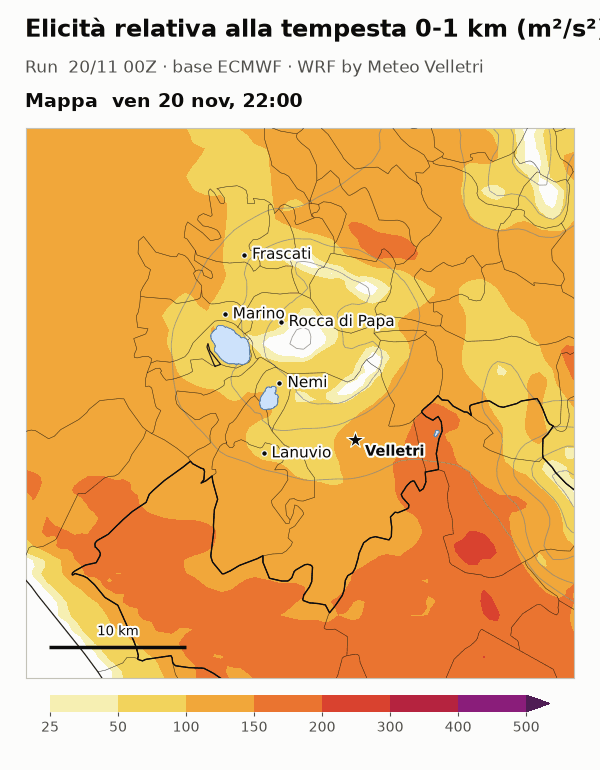 Elicità relativa alla tempesta 0-1 km (m²/s²)
Run  20/11 00Z · base ECMWF · WRF by Meteo Velletri
Mappa  ven 20 nov, 22:00
Frascati
Marino
Rocca di Papa
Nemi
Velletri
Lanuvio
10 km
25 50 100 150 200 300 400 500